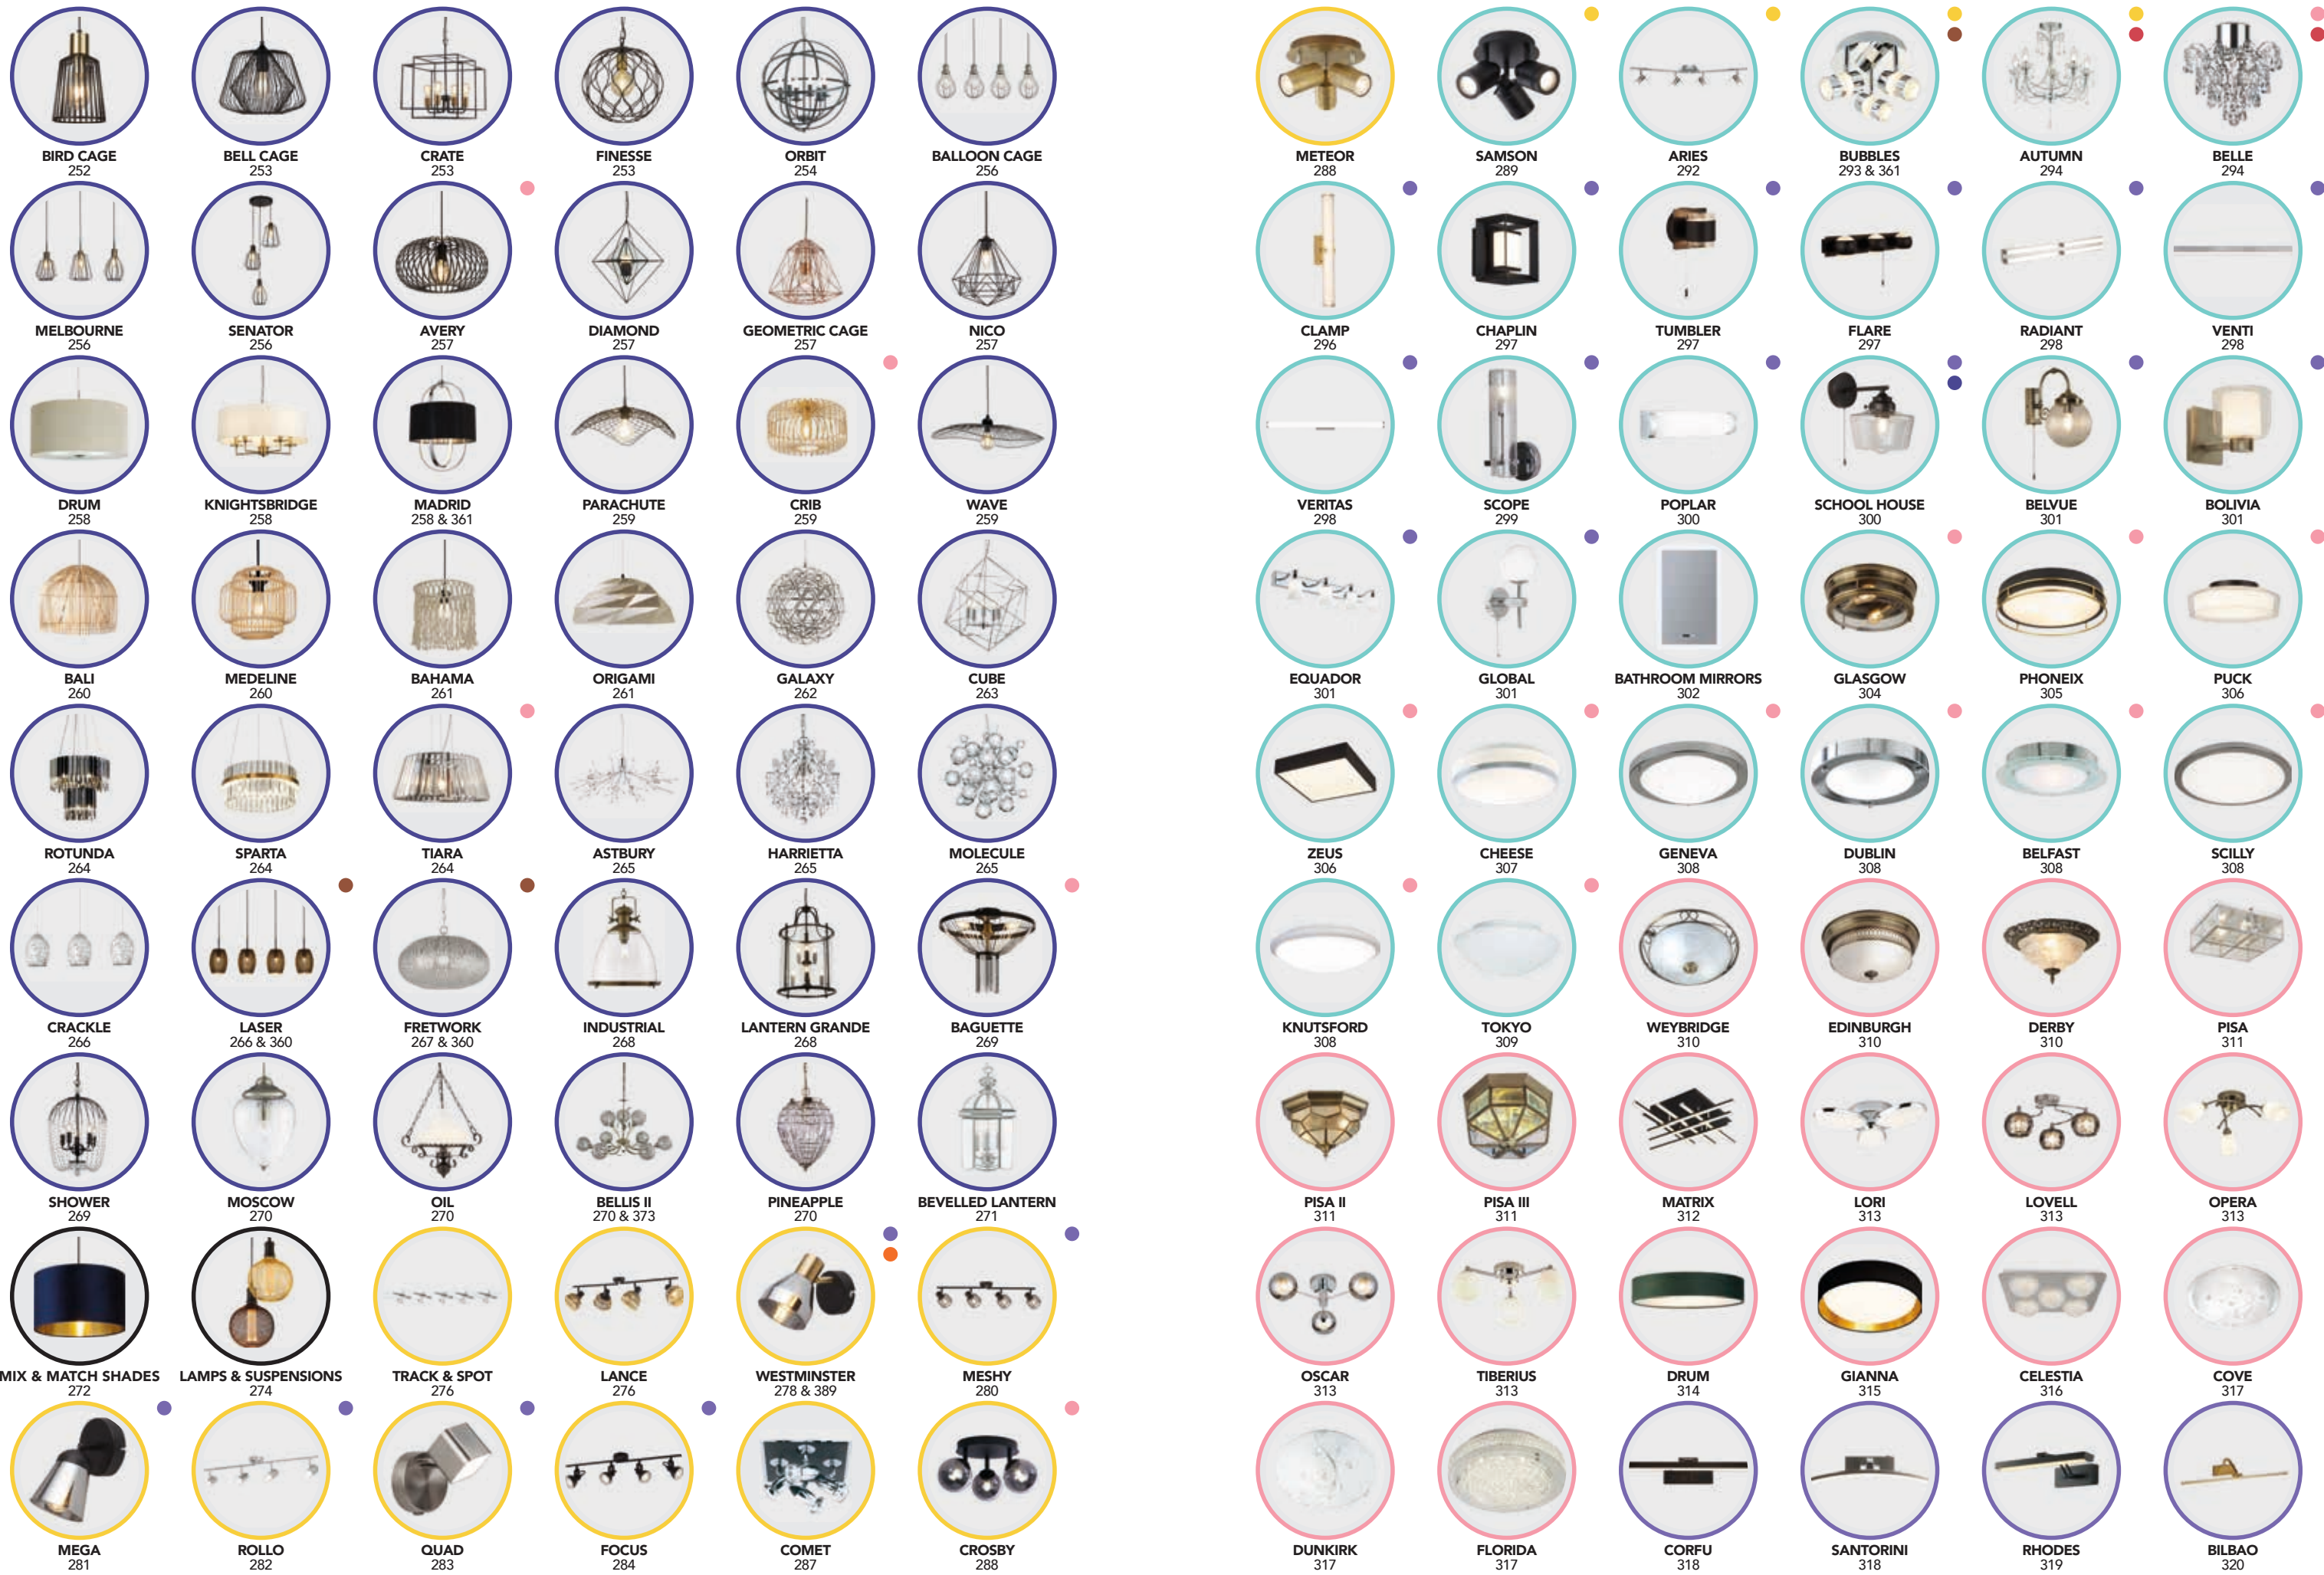 BIRD CAGE
252
BELL CAGE
253
CRATE
253
FINESSE
253
ORBIT
254
BALLOON CAGE
256
MELBOURNE
256
SENATOR
256
AVERY
257
DIAMOND
257
GEOMETRIC CAGE
257
NICO
257
DRUM
258
KNIGHTSBRIDGE
258
MADRID
258 & 361
PARACHUTE
259
CRIB
259
WAVE
259
BALI
260
MEDELINE
260
BAHAMA
261
ORIGAMI
261
GALAXY
262
CUBE
263
ROTUNDA
264
SPARTA
264
TIARA
264
ASTBURY
265
HARRIETTA
265
MOLECULE
265
CRACKLE
266
LASER
266 & 360
FRETWORK
267 & 360
INDUSTRIAL
268
LANTERN GRANDE
268
BAGUETTE
269
SHOWER
269
MOSCOW
270
OIL
270
BELLIS II
270 & 373
PINEAPPLE
270
BEVELLED LANTERN
271
MIX & MATCH SHADES
272
LAMPS & SUSPENSIONS
274
TRACK & SPOT
276
LANCE
276
WESTMINSTER
278 & 389
MESHY
280
MEGA
281
ROLLO
282
QUAD
283
FOCUS
284
COMET
287
CROSBY
288
METEOR
288
SAMSON
289
ARIES
292
BUBBLES
293 & 361
AUTUMN
294
BELLE
294
CLAMP
296
CHAPLIN
297
TUMBLER
297
FLARE
297
RADIANT
298
VENTI
298
VERITAS
298
SCOPE
299
POPLAR
300
SCHOOL HOUSE
300
BELVUE
301
BOLIVIA
301
EQUADOR
301
GLOBAL
301
BATHROOM MIRRORS
302
GLASGOW
304
PHONEIX
305
PUCK
306
ZEUS
306
CHEESE
307
GENEVA
308
DUBLIN
308
BELFAST
308
SCILLY
308
KNUTSFORD
308
TOKYO
309
WEYBRIDGE
310
EDINBURGH
310
DERBY
310
PISA
311
PISA II
311
PISA III
311
MATRIX
312
LORI
313
LOVELL
313
OPERA
313
OSCAR
313
TIBERIUS
313
DRUM
314
GIANNA
315
CELESTIA
316
COVE
317
DUNKIRK
317
FLORIDA
317
CORFU
318
SANTORINI
318
RHODES
319
BILBAO
320